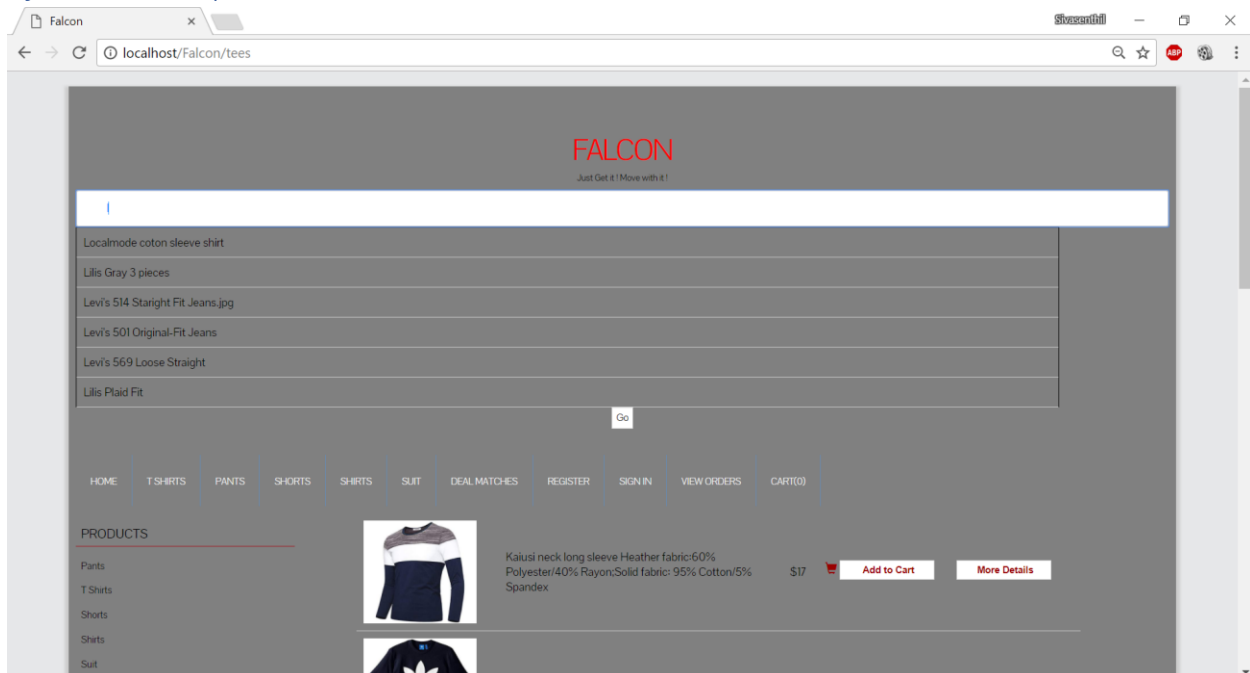 Falcon
Sivasenthil
localhost/Falcon/tees
ABP
FALCON
Just Get it ! Move with it !
l
Localmode coton sleeve shirt
Lilis Gray 3 pieces
Levi's 514 Staright Fit Jeans.jpg
Levi's 501 Original-Fit Jeans
Levi's 569 Loose Straight
Lilis Plaid Fit
Go
HOME T SHIRTS PANTS SHORTS SHIRTS SUIT DEAL MATCHES REGISTER SIGN IN VIEW ORDERS CART(0)
PRODUCTS
Pants
T Shirts
Shorts
Shirts
Suit
Kaiusi neck long sleeve Heather fabric:60%
Polyester/40% Rayon;Solid fabric: 95% Cotton/5%
Spandex
$17
Add to Cart
More Details